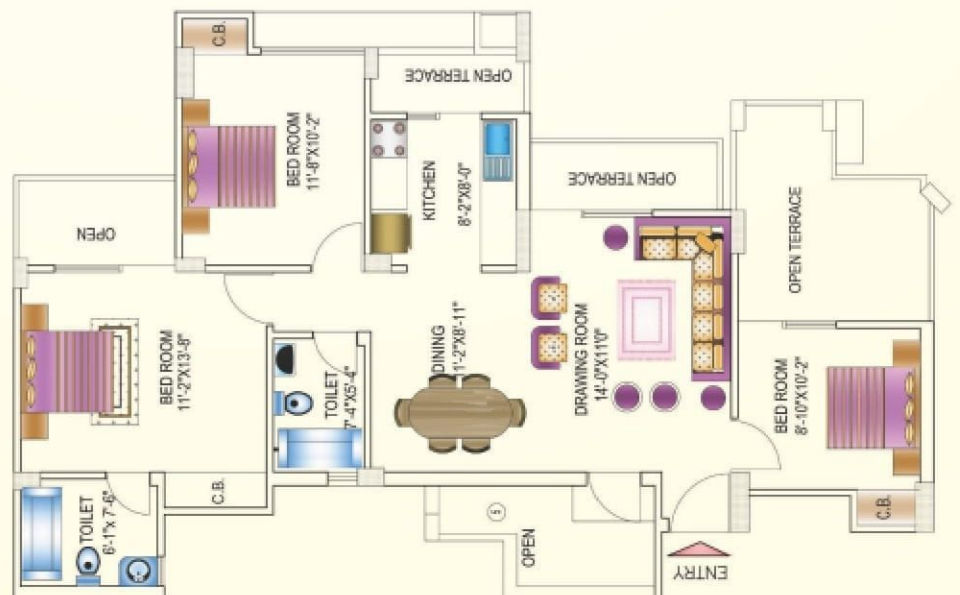 C.B.
OPEN TERRACE
BED ROOM
11'-8"X10'-2"
KITCHEN
8'-2"X8'-0"
OPEN TERRACE
OPEN TERRACE
OPEN
BED ROOM
11'-2"X13'-8"
TOILET
7'-4"X5'-4"
DINING
1'-2"X8'-11"
DRAWING ROOM
14'-0"X11'0"
BED ROOM
8'-10"X10'-2"
C.B.
TOILET
6'-1"x 7'-6"
C.B.
5
OPEN
ENTRY